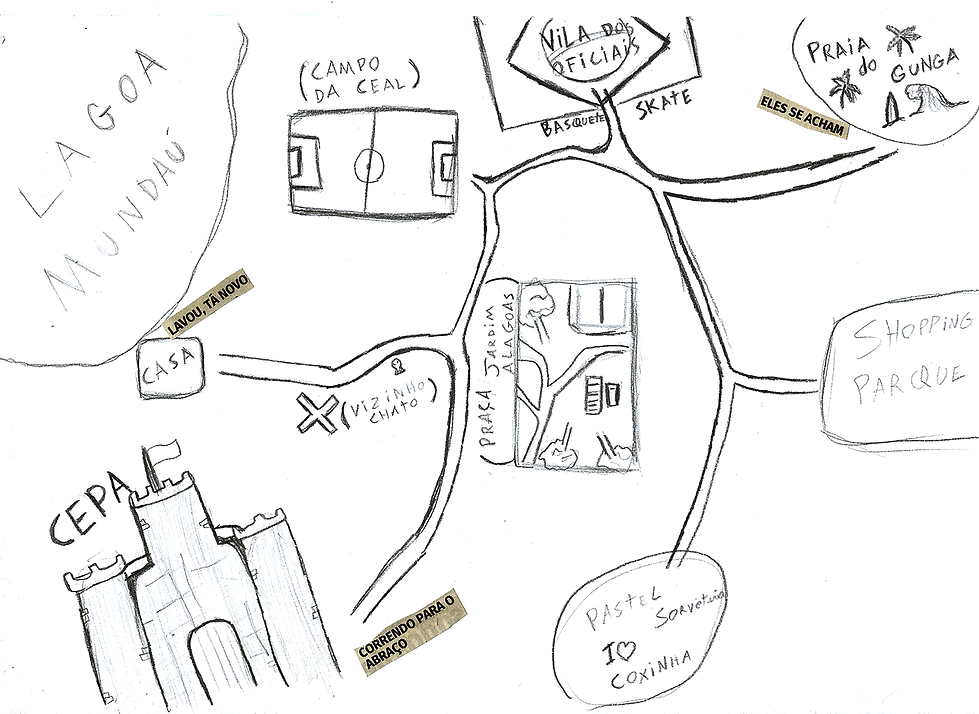 LAGOA
MUNDAÚ
(CAMPO
DA CEAL)
VILA DOS
OFICIAIS
BASQUETE
SKATE
PRAIA
do
GUNGA
ELES SE ACHAM
LAVOU, TÁ NOVO
CASA
(VIZINHO
CHATO)
PRAÇA JARDIM
ALAGOAS
SHOPPING
PARQUE
CEPA
CORRENDO PARA O
ABRAÇO
PASTEL
Sorveteria
I♡
COXINHA